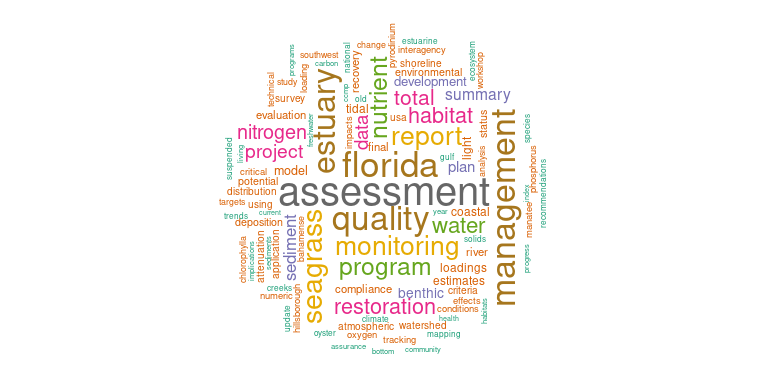 estuarine
change
interagency
southwest
carbon
programs
national
recovery
pyrodinium
shoreline
environmental
ecosystem
workshop
technical
study
loading
survey
ccmp
old
nutrient
development
total
summary
evaluation
estuary
tidal
data
usa
habitat
status
nitrogen
freshwater
impacts
final
report
light
species
suspended
living
project
critical
model
florida
gulf
plan
analysis
phosphorus
potential
distribution
assessment
management
index
recommendations
targets
using
current
trends
deposition
quality
year
coastal
water
manatee
chlorophylla
implications
attenuation
segments
application
sediment
bahamense
seagrass
monitoring
solids
river
progress
program
loadings
estimates
creeks
numeric
compliance
benthic
criteria
effects
habitats
update
hillsborough
restoration
conditions
climate
health
atmospheric
watershed
oyster
oxygen
tracking
mapping
assurance
bottom
community